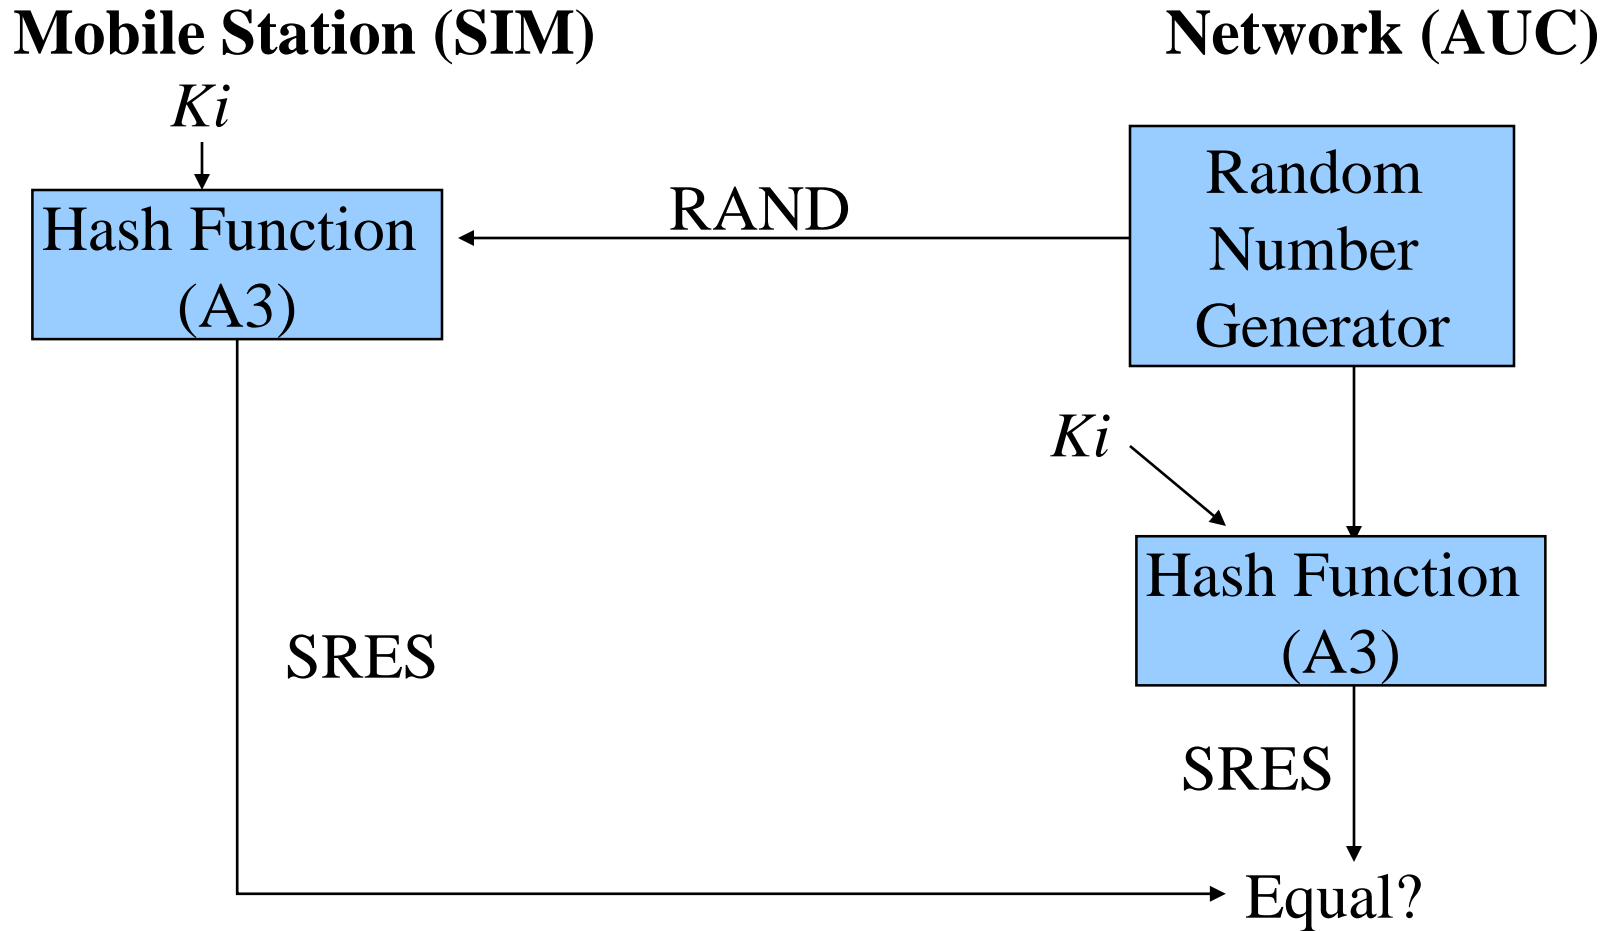 Mobile Station (SIM)
Network (AUC)
Ki
Hash Function
(A3)
RAND
Random
Number
Generator
Ki
Hash Function
(A3)
SRES
SRES
Equal?